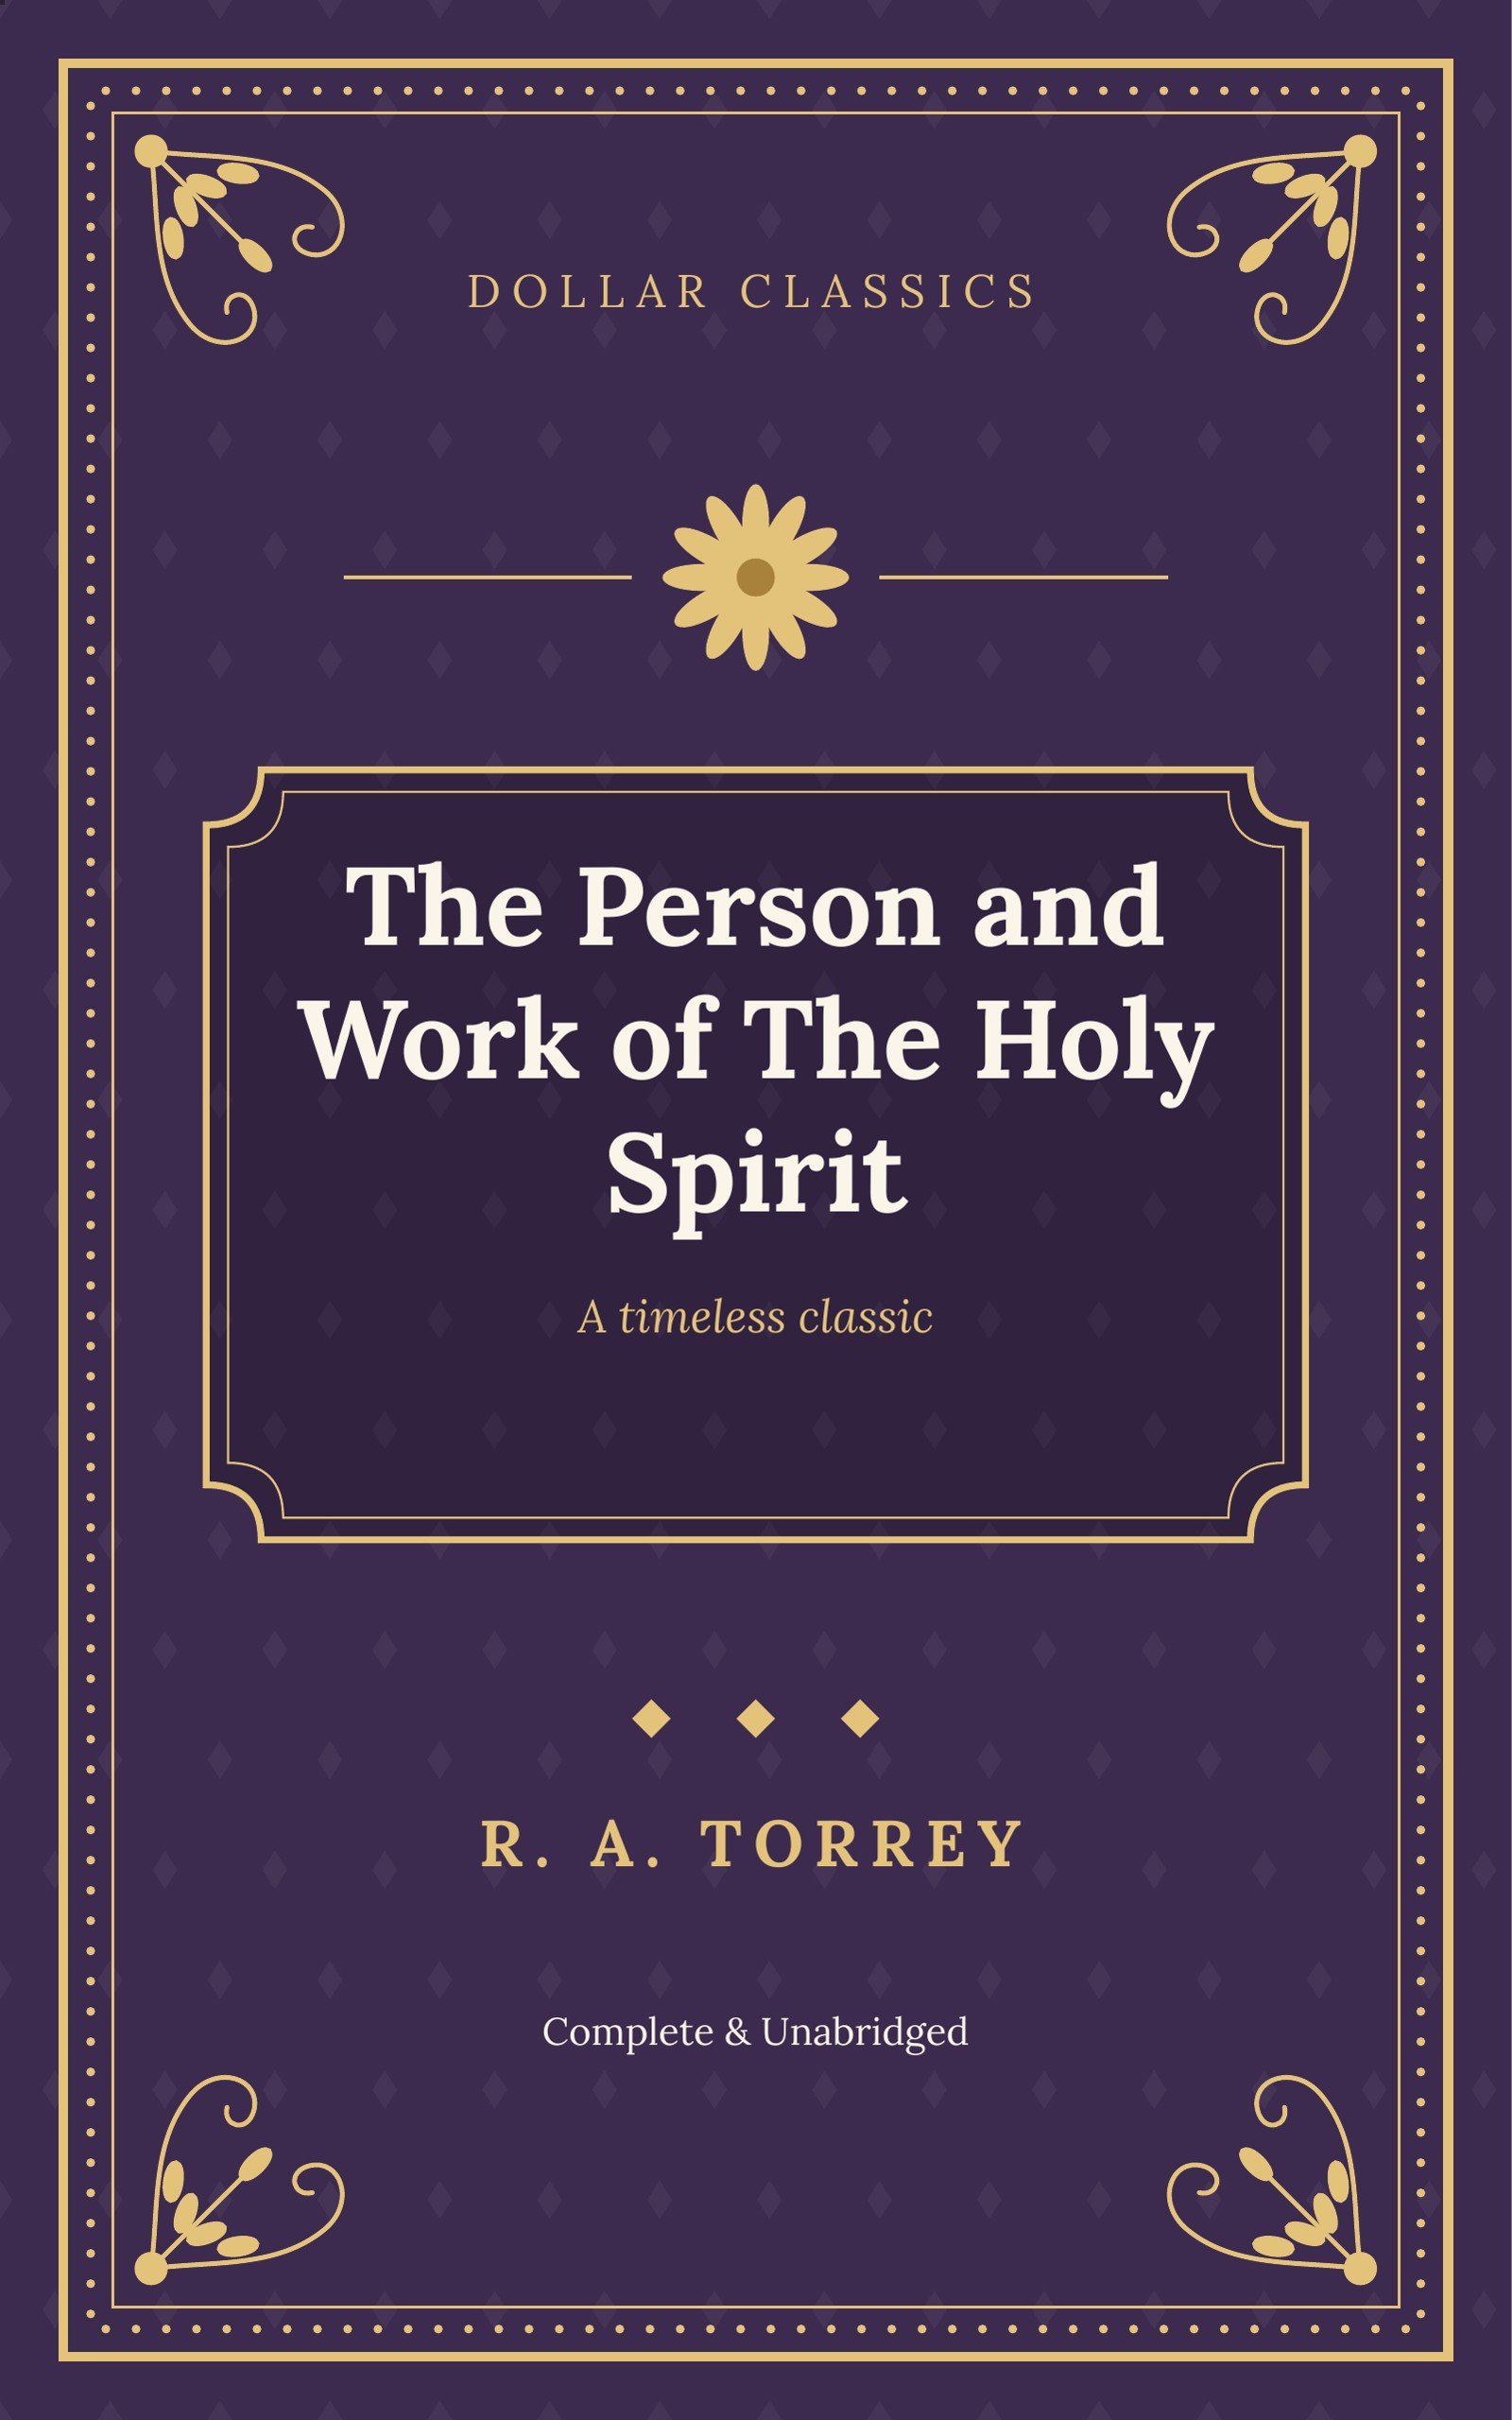 DOLLAR CLASSICS
The Person and
Work of The Holy
Spirit
A timeless classic
R. A. TORREY
Complete & Unabridged